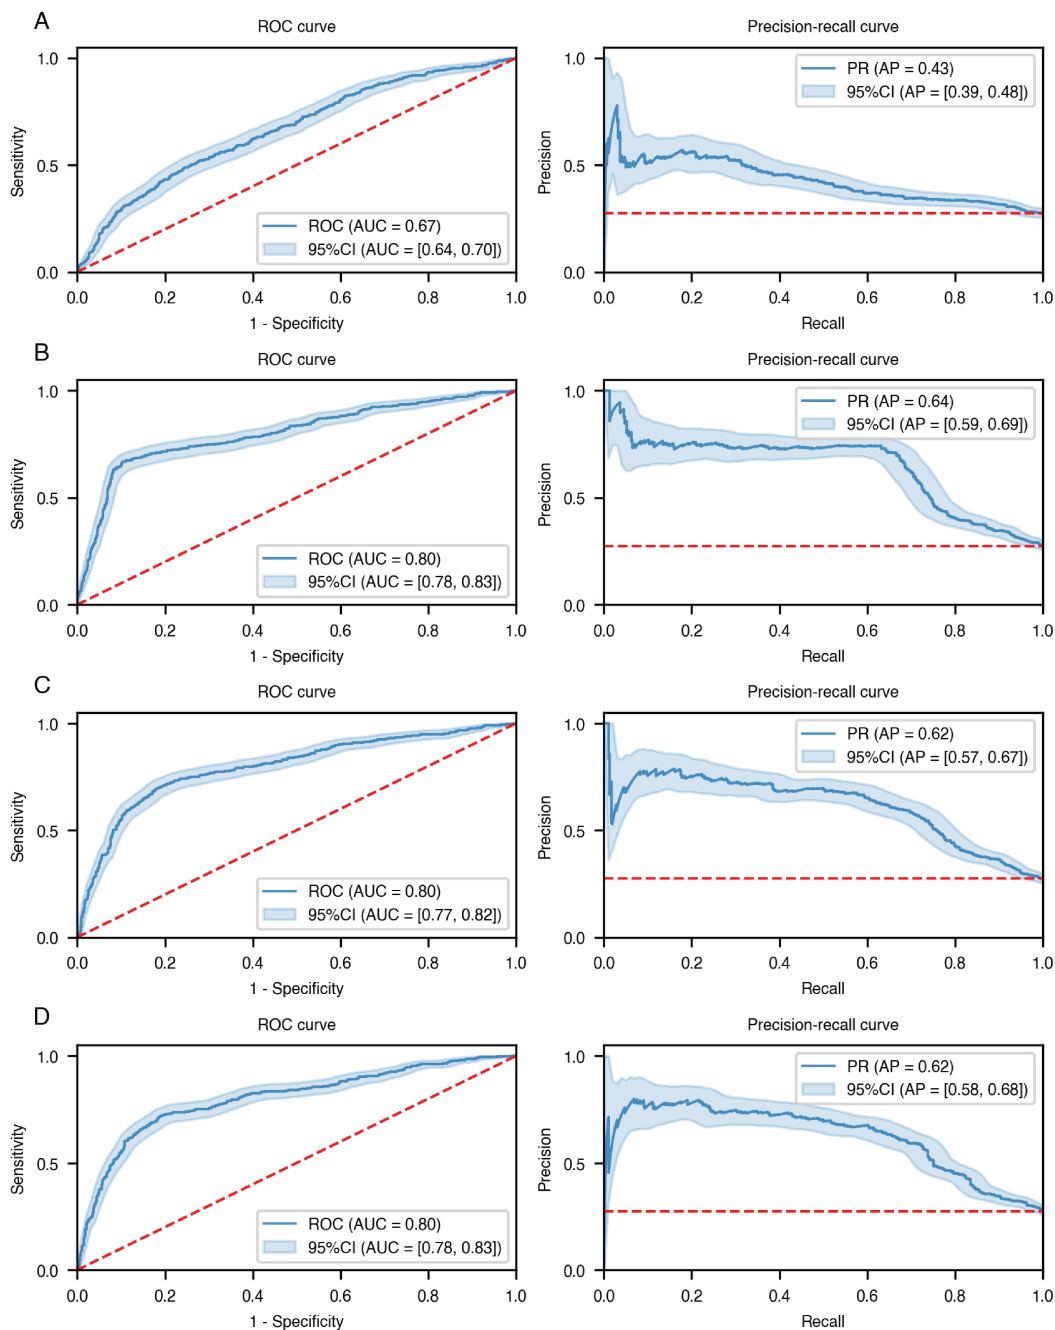 A
ROC curve
1.0
0.5
0.0
Sensitivity
ROC (AUC = 0.67)
95%CI (AUC = [0.64, 0.70])
0.0 0.2 0.4 0.6 0.8 1.0
1 - Specificity
Precision-recall curve
1.0
0.5
0.0
Precision
PR (AP = 0.43)
95%CI (AP = [0.39, 0.48])
0.0 0.2 0.4 0.6 0.8 1.0
Recall
B
ROC curve
1.0
0.5
0.0
Sensitivity
ROC (AUC = 0.80)
95%CI (AUC = [0.78, 0.83])
0.0 0.2 0.4 0.6 0.8 1.0
1 - Specificity
Precision-recall curve
1.0
0.5
0.0
Precision
PR (AP = 0.64)
95%CI (AP = [0.59, 0.69])
0.0 0.2 0.4 0.6 0.8 1.0
Recall
C
ROC curve
1.0
0.5
0.0
Sensitivity
ROC (AUC = 0.80)
95%CI (AUC = [0.77, 0.82])
0.0 0.2 0.4 0.6 0.8 1.0
1 - Specificity
Precision-recall curve
1.0
0.5
0.0
Precision
PR (AP = 0.62)
95%CI (AP = [0.57, 0.67])
0.0 0.2 0.4 0.6 0.8 1.0
Recall
D
ROC curve
1.0
0.5
0.0
Sensitivity
ROC (AUC = 0.80)
95%CI (AUC = [0.78, 0.83])
0.0 0.2 0.4 0.6 0.8 1.0
1 - Specificity
Precision-recall curve
1.0
0.5
0.0
Precision
PR (AP = 0.62)
95%CI (AP = [0.58, 0.68])
0.0 0.2 0.4 0.6 0.8 1.0
Recall